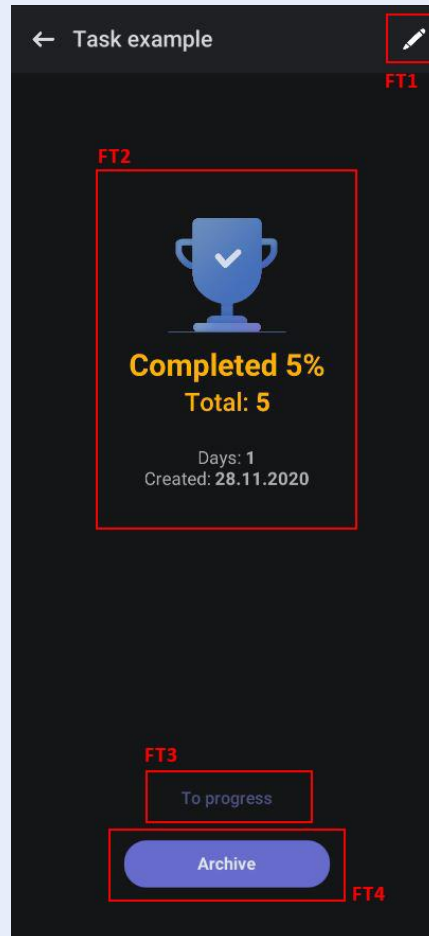 Task example
FT1
FT2
Completed 5%
Total: 5
Days: 1
Created: 28.11.2020
FT3
To progress
Archive
FT4